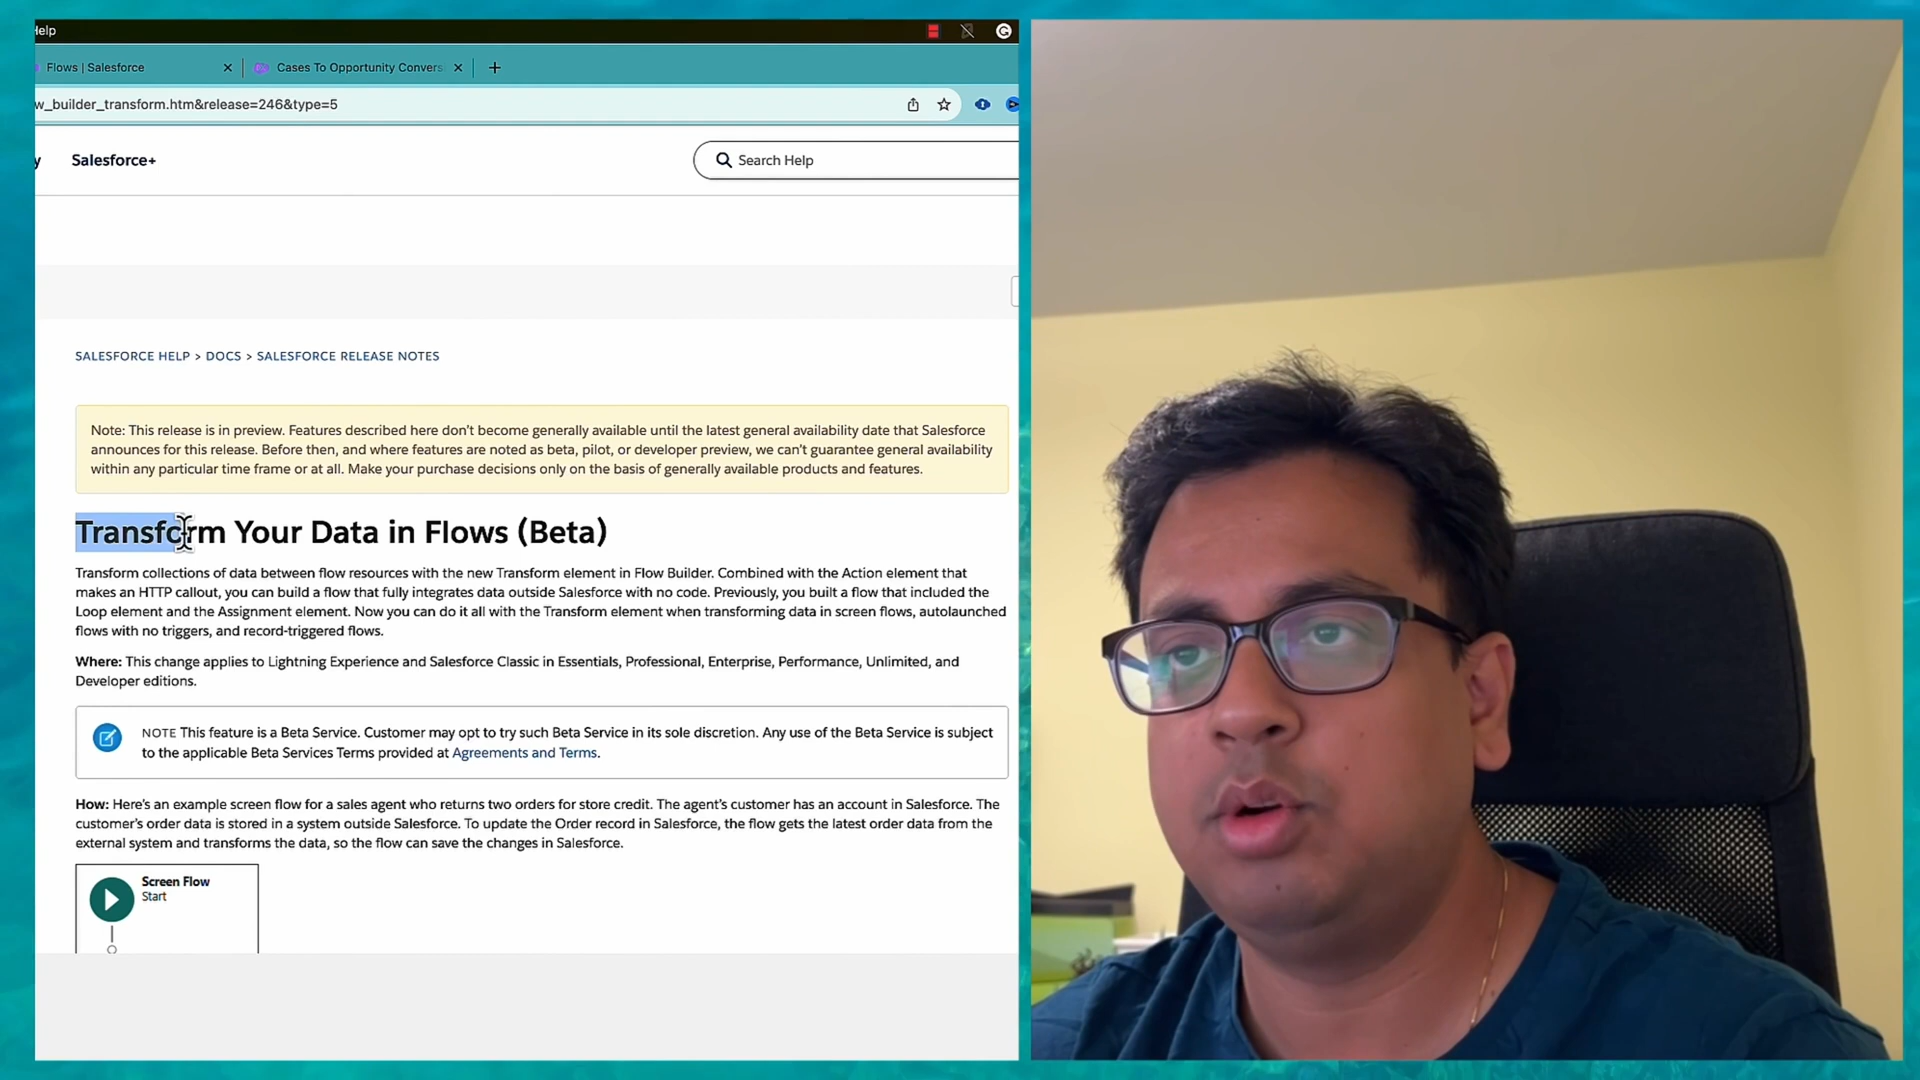 Help
Flows | Salesforce
Cases To Opportunity Convers
w_builder_transform.htm&release=246&type=5
y Salesforce+
Search Help
SALESFORCE HELP > DOCS > SALESFORCE RELEASE NOTES
Note: This release is in preview. Features described here don't become generally available until the latest general availability date that Salesforce
announces for this release. Before then, and where features are noted as beta, pilot, or developer preview, we can't guarantee general availability
within any particular time frame or at all. Make your purchase decisions only on the basis of generally available products and features.
Transform Your Data in Flows (Beta)
Transform collections of data between flow resources with the new Transform element in Flow Builder. Combined with the Action element that
makes an HTTP callout, you can build a flow that fully integrates data outside Salesforce with no code. Previously, you built a flow that included the
Loop element and the Assignment element. Now you can do it all with the Transform element when transforming data in screen flows, autolaunched
flows with no triggers, and record-triggered flows.
Where: This change applies to Lightning Experience and Salesforce Classic in Essentials, Professional, Enterprise, Performance, Unlimited, and
Developer editions.
NOTE This feature is a Beta Service. Customer may opt to try such Beta Service in its sole discretion. Any use of the Beta Service is subject
to the applicable Beta Services Terms provided at Agreements and Terms.
How: Here's an example screen flow for a sales agent who returns two orders for store credit. The agent's customer has an account in Salesforce. The
customer's order data is stored in a system outside Salesforce. To update the Order record in Salesforce, the flow gets the latest order data from the
external system and transforms the data, so the flow can save the changes in Salesforce.
Screen Flow
Start